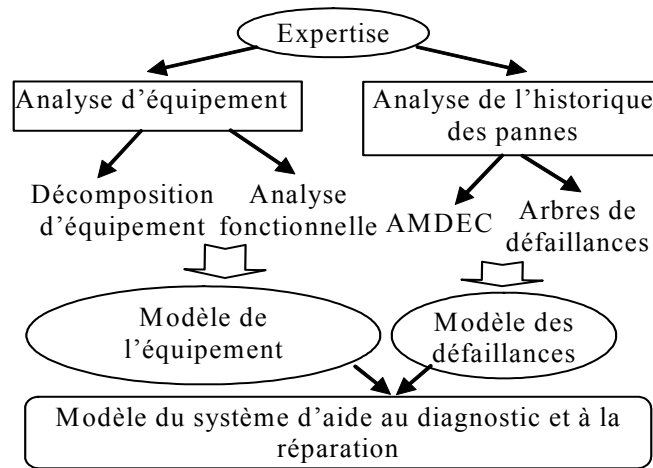 Expertise
Analyse d'équipement
Analyse de l'historique
des pannes
Décomposition
d'équipement
Analyse
fonctionnelle
AMDEC
Arbres de
défaillances
Modèle de
l'équipement
Modèle des
défaillances
Modèle du système d'aide au diagnostic et à la
réparation